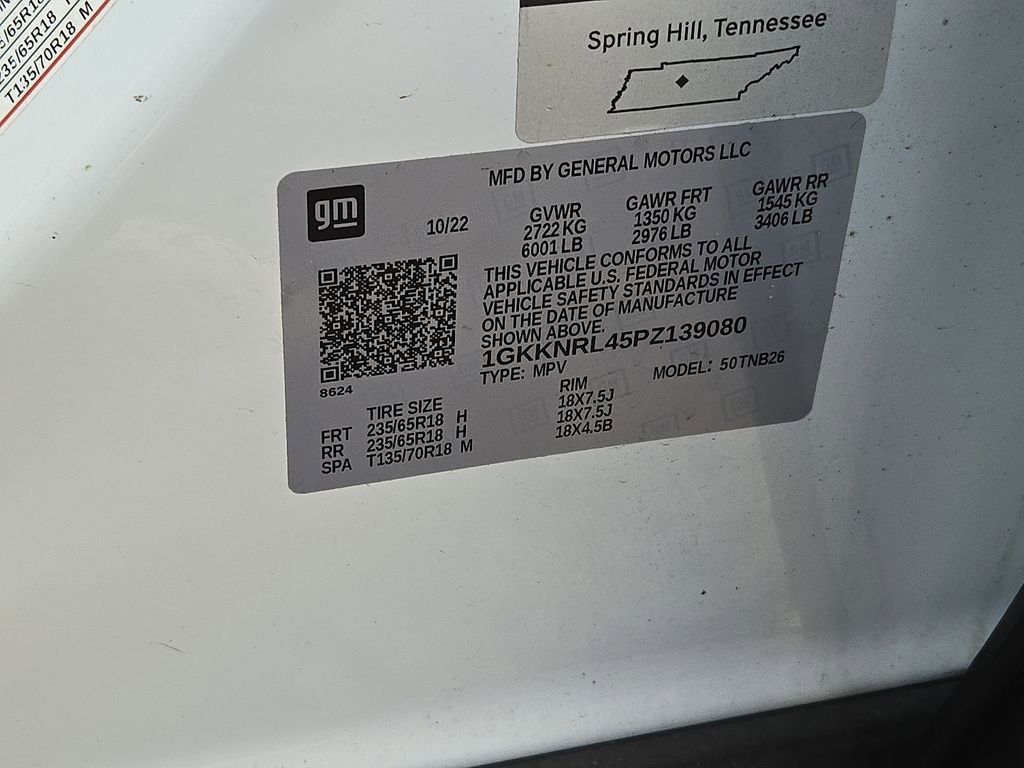 /65R18
235/65R18
T135/70R18 M
Spring Hill, Tennessee
gm
MFD BY GENERAL MOTORS LLC
10/22
GVWR
2722 KG
6001 LB
GAWR FRT
1350 KG
2976 LB
GAWR RR
1545 KG
3406 LB
THIS VEHICLE CONFORMS TO ALL
APPLICABLE U.S. FEDERAL MOTOR
VEHICLE SAFETY STANDARDS IN EFFECT
ON THE DATE OF MANUFACTURE
SHOWN ABOVE.
1GKKNRL45PZ139080
TYPE: MPV MODEL: 50TNB26
8624
TIRE SIZE RIM
FRT 235/65R18 H 18X7.5J
RR 235/65R18 H 18X7.5J
SPA T135/70R18 M 18X4.5B